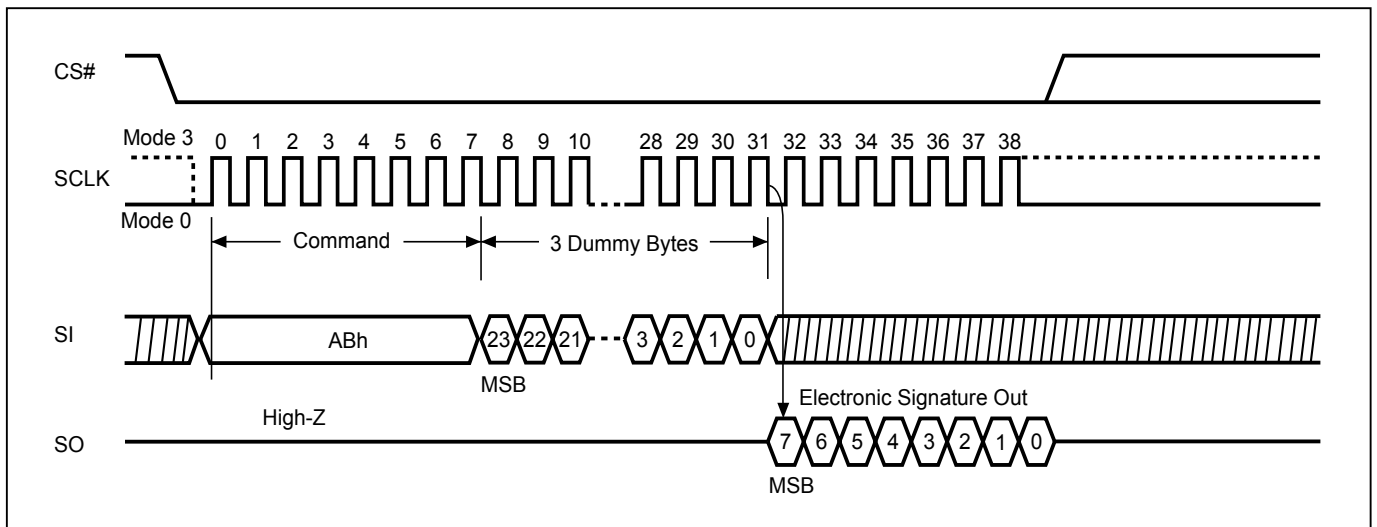 CS#
Mode 3
0 1 2 3 4 5 6 7 8 9 10 28 29 30 31 32 33 34 35 36 37 38
SCLK
Mode 0
Command
3 Dummy Bytes
SI
ABh
23 22 21 3 2 1 0
MSB
Electronic Signature Out
High-Z
SO
7 6 5 4 3 2 1 0
MSB